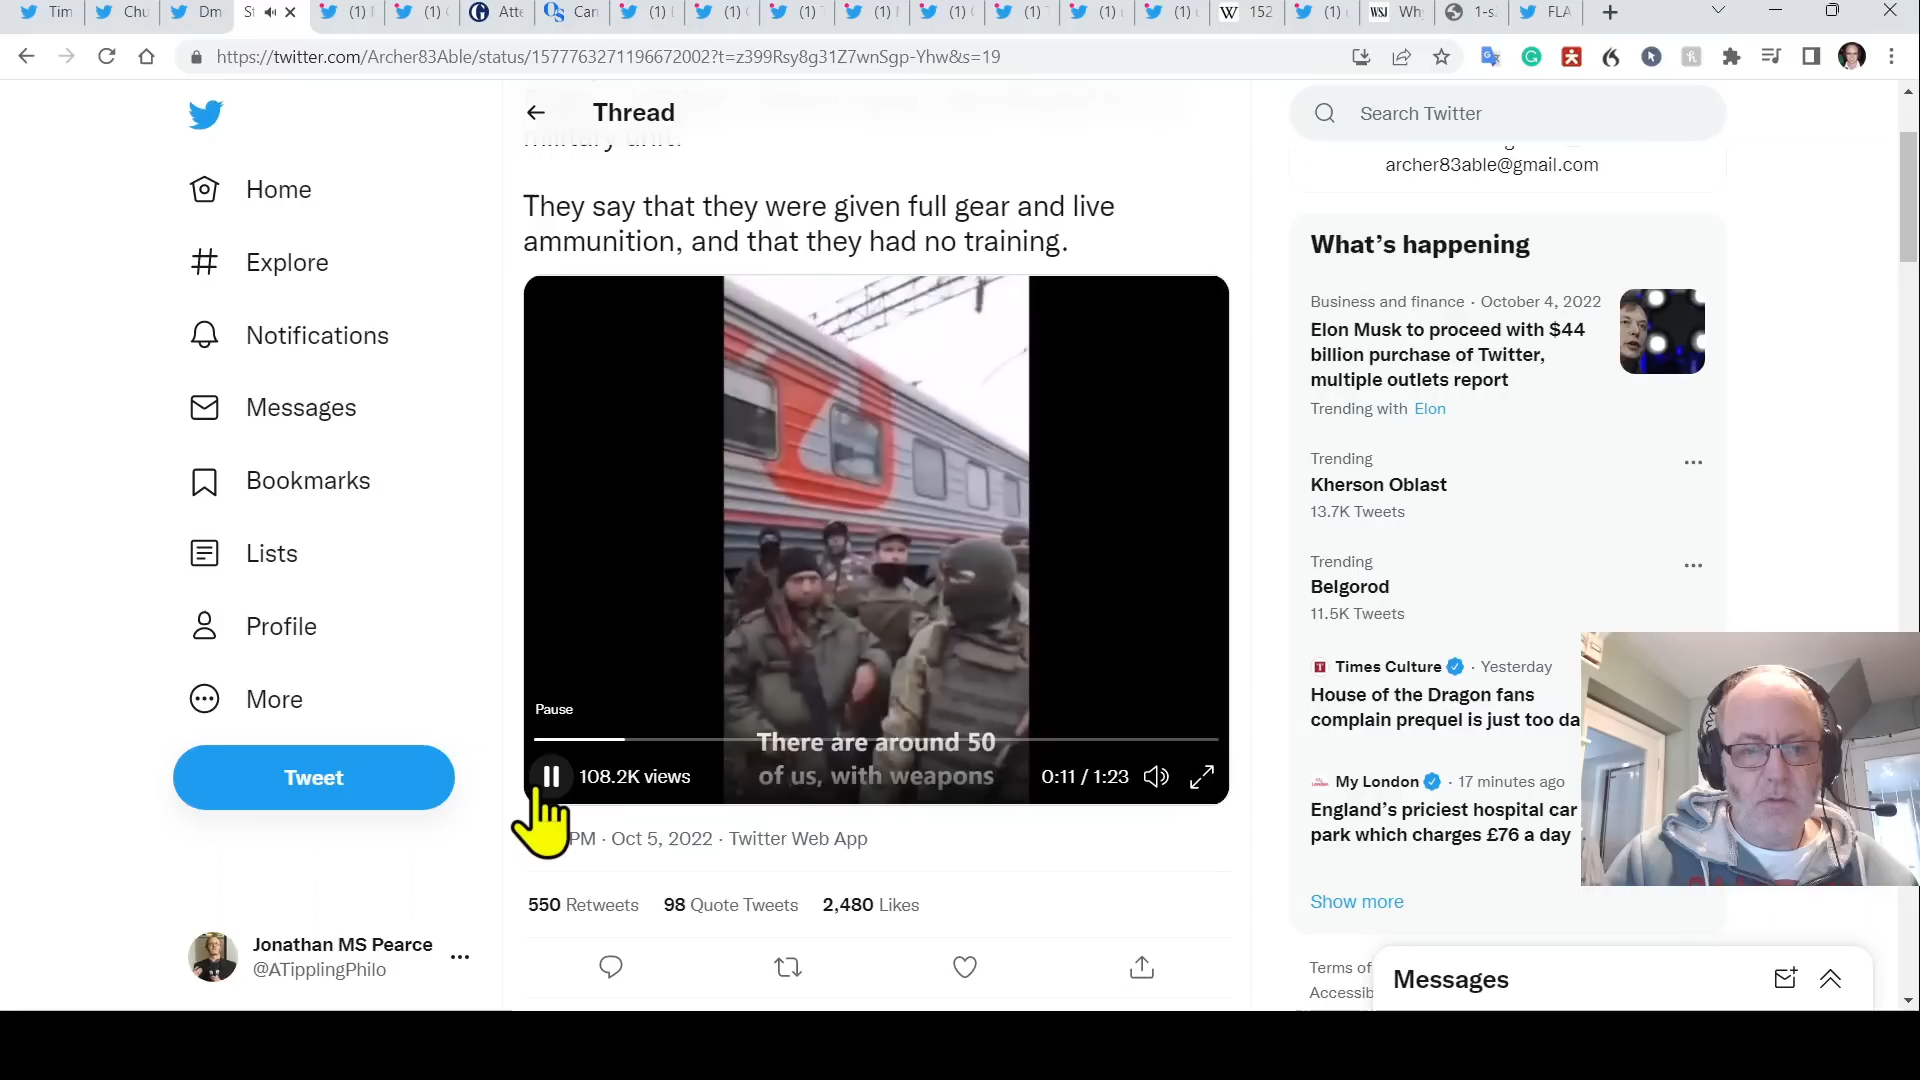 Tim
Chu
Dm
St
(1)
(1)
Atte
Can
(1)
(1)
(1)
(1)
(1)
(1)
(1) u
(1) u
152
(1) u
WSJ Wh
1-s
FLA
https://twitter.com/Archer83Able/status/1577763271196672002?t=z399Rsy8g31Z7wnSgp-Yhw&s=19
Home
Explore
Notifications
Messages
Bookmarks
Lists
Profile
More
Tweet
Jonathan MS Pearce
@ATipplingPhilo
Thread
military unit.
They say that they were given full gear and live
ammunition, and that they had no training.
Pause
There are around 50
of us, with weapons
108.2K views
0:11 / 1:23
PM · Oct 5, 2022 · Twitter Web App
550 Retweets 98 Quote Tweets 2,480 Likes
Search Twitter
archer83able@gmail.com
What's happening
Business and finance · October 4, 2022
Elon Musk to proceed with $44
billion purchase of Twitter,
multiple outlets report
Trending with Elon
Trending
Kherson Oblast
13.7K Tweets
Trending
Belgorod
11.5K Tweets
Times Culture · Yesterday
House of the Dragon fans
complain prequel is just too da
My London · 17 minutes ago
England's priciest hospital car
park which charges £76 a day
Show more
Terms of
Accessib
Messages